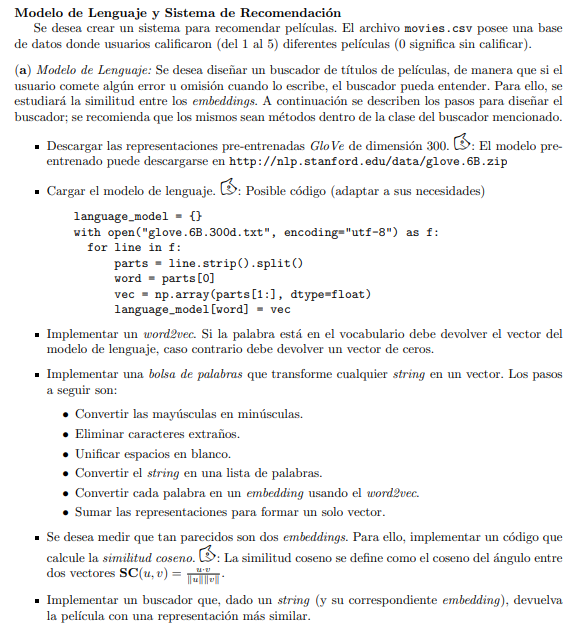 Modelo de Lenguaje y Sistema de Recomendación
Se desea crear un sistema para recomendar películas. El archivo movies.csv posee una base
de datos donde usuarios calificaron (del 1 al 5) diferentes películas (0 significa sin calificar).
(a) Modelo de Lenguaje: Se desea diseñar un buscador de títulos de películas, de manera que si el
usuario comete algún error u omisión cuando lo escribe, el buscador pueda entender. Para ello, se
estudiará la similitud entre los embeddings. A continuación se describen los pasos para diseñar el
buscador; se recomienda que los mismos sean métodos dentro de la clase del buscador mencionado.
▪ Descargar las representaciones pre-entrenadas GloVe de dimensión 300. : El modelo pre-
entrenado puede descargarse en http://nlp.stanford.edu/data/glove.6B.zip
▪ Cargar el modelo de lenguaje. : Posible código (adaptar a sus necesidades)
language_model = {}
with open("glove.6B.300d.txt", encoding="utf-8") as f:
for line in f:
parts = line.strip().split()
word = parts[0]
vec = np.array(parts[1:], dtype=float)
language_model[word] = vec
▪ Implementar un word2vec. Si la palabra está en el vocabulario debe devolver el vector del
modelo de lenguaje, caso contrario debe devolver un vector de ceros.
▪ Implementar una bolsa de palabras que transforme cualquier string en un vector. Los pasos
a seguir son:
• Convertir las mayúsculas en minúsculas.
• Eliminar caracteres extraños.
• Unificar espacios en blanco.
• Convertir el string en una lista de palabras.
• Convertir cada palabra en un embedding usando el word2vec.
• Sumar las representaciones para formar un solo vector.
▪ Se desea medir que tan parecidos son dos embeddings. Para ello, implementar un código que
calcule la similitud coseno. : La similitud coseno se define como el coseno del ángulo entre
dos vectores SC(u, v) = u·v / ‖u‖‖v‖.
▪ Implementar un buscador que, dado un string (y su correspondiente embedding), devuelva
la película con una representación más similar.